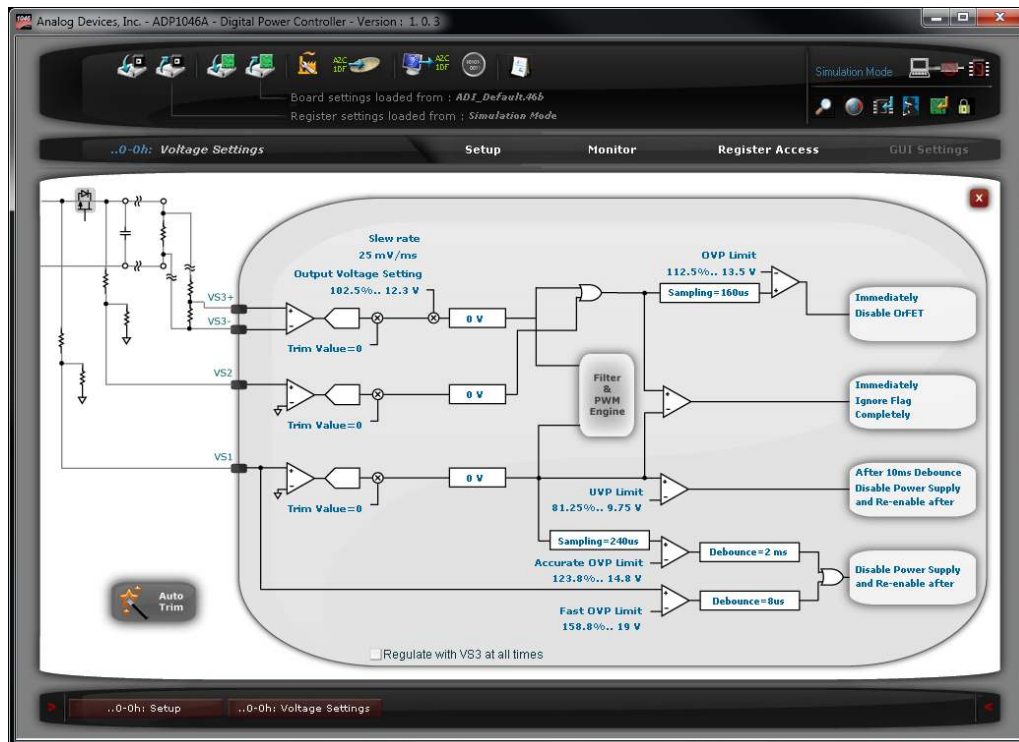 Analog Devices, Inc. - ADP1046A - Digital Power Controller - Version : 1. 0. 3
A2C
1DF
A2C
1DF
Simulation Mode
Board settings loaded from : ADI_Default.46b
Register settings loaded from : Simulation Mode
..0-0h: Voltage Settings
Setup
Monitor
Register Access
GUI Settings
x
Slew rate
25 mV/ms
Output Voltage Setting
102.5%.. 12.3 V
OVP Limit
112.5%.. 13.5 V
Sampling=160us
VS3+
VS3-
0 V
Immediately
Disable OrFET
Trim Value=0
VS2
0 V
Filter
&
PWM
Engine
Immediately
Ignore Flag
Completely
Trim Value=0
VS1
0 V
After 10ms Debounce
Disable Power Supply
and Re-enable after
UVP Limit
81.25%.. 9.75 V
Trim Value=0
Sampling=240us
Debounce=2 ms
Accurate OVP Limit
123.8%.. 14.8 V
Disable Power Supply
and Re-enable after
Auto
Trim
Debounce=8us
Fast OVP Limit
158.8%.. 19 V
Regulate with VS3 at all times
..0-0h: Setup
..0-0h: Voltage Settings